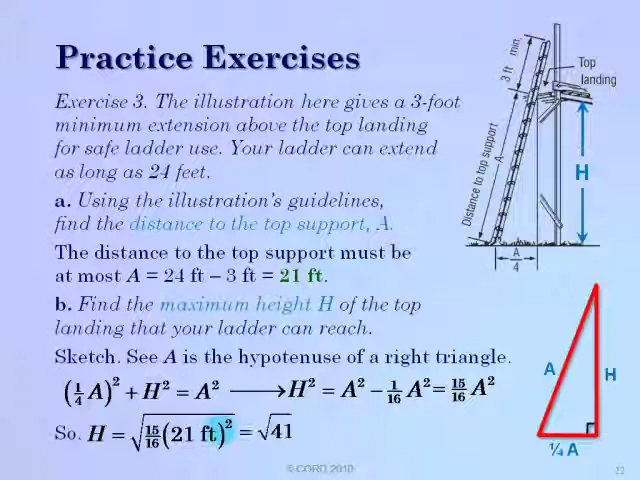 Practice Exercises
Exercise 3. The illustration here gives a 3-foot
minimum extension above the top landing
for safe ladder use. Your ladder can extend
as long as 24 feet.
a. Using the illustration's guidelines,
find the distance to the top support, A.
The distance to the top support must be
at most A = 24 ft – 3 ft = 21 ft.
b. Find the maximum height H of the top
landing that your ladder can reach.
Sketch. See A is the hypotenuse of a right triangle.
(1/4 A)² + H² = A² ⟶ H² = A² – 1/16 A² = 15/16 A²
So. H = √(15/16 (21 ft)²) = √41
3 ft min.
Top
landing
Distance to top support
A
H
A/4
A
H
¼ A
© CORD 2010
22